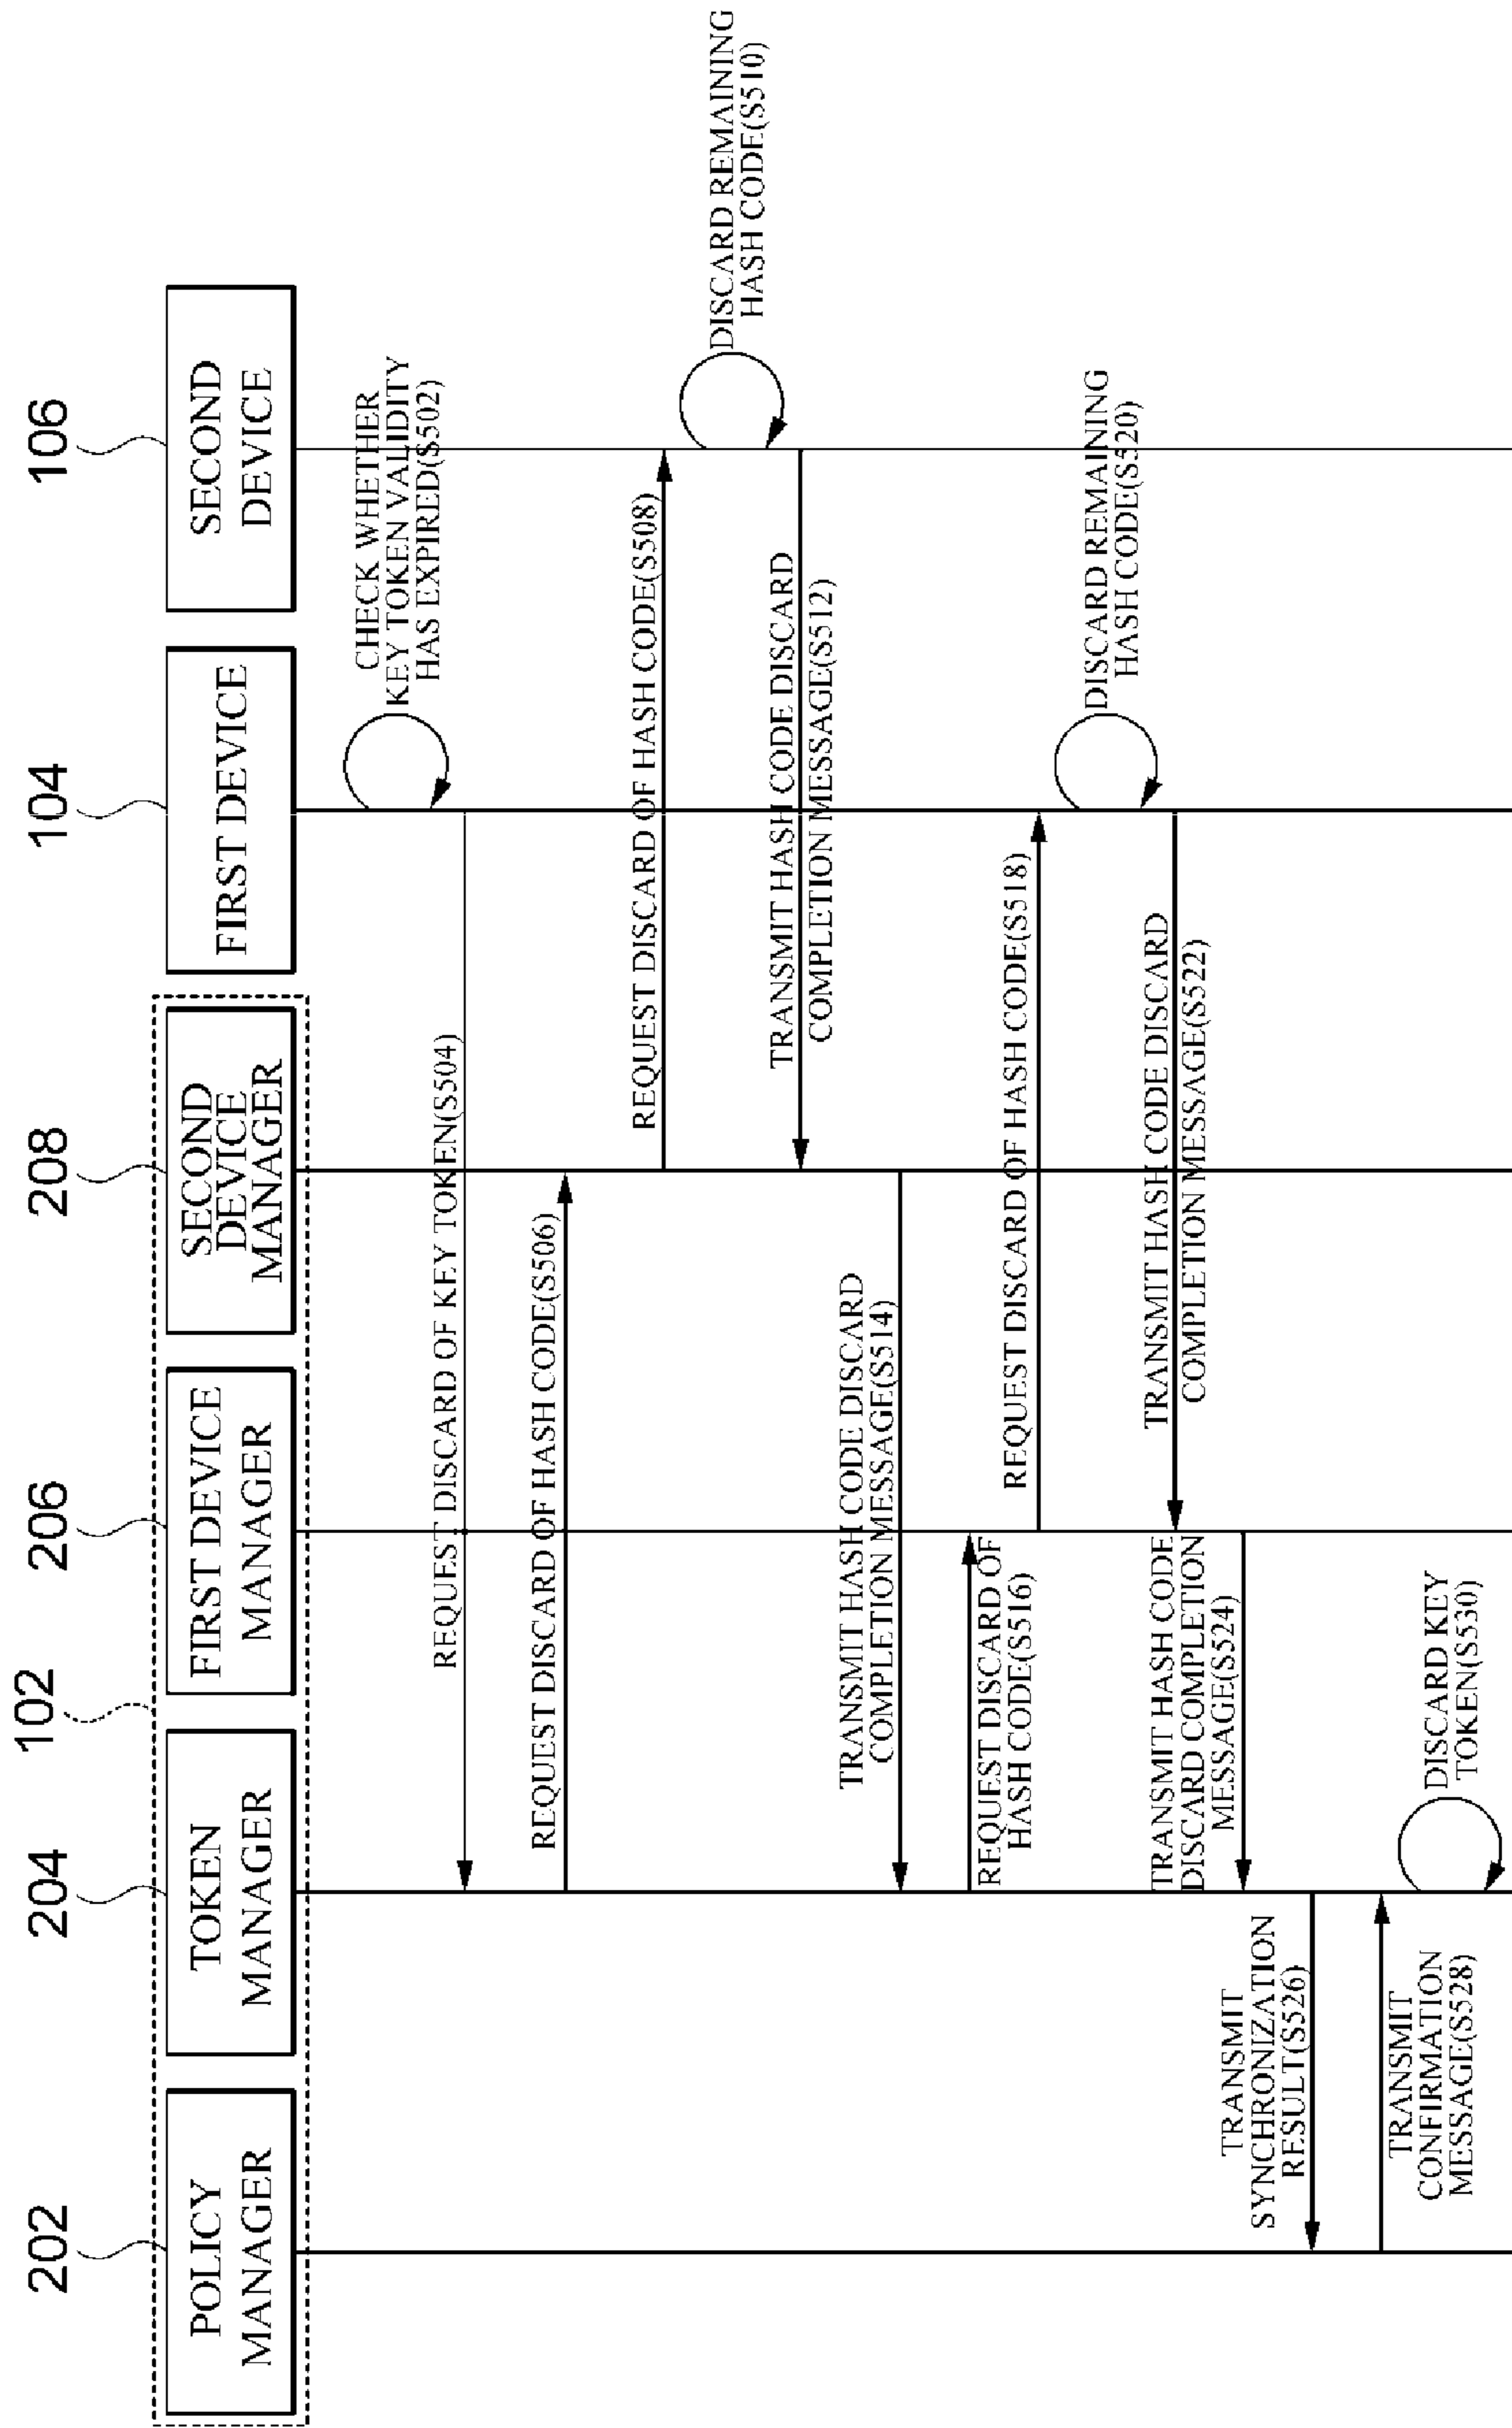 102
202
204
206
208
104
106
POLICY
MANAGER
TOKEN
MANAGER
FIRST DEVICE
MANAGER
SECOND
DEVICE
MANAGER
FIRST DEVICE
SECOND
DEVICE
CHECK WHETHER
KEY TOKEN VALIDITY
HAS EXPIRED(S502)
REQUEST DISCARD OF KEY TOKEN(S504)
REQUEST DISCARD OF HASH CODE(S506)
REQUEST DISCARD OF HASH CODE(S508)
DISCARD REMAINING
HASH CODE(S510)
TRANSMIT HASH CODE DISCARD
COMPLETION MESSAGE(S512)
TRANSMIT HASH CODE DISCARD
COMPLETION MESSAGE(S514)
REQUEST DISCARD OF
HASH CODE(S516)
REQUEST DISCARD OF HASH CODE(S518)
DISCARD REMAINING
HASH CODE(S520)
TRANSMIT HASH CODE DISCARD
COMPLETION MESSAGE(S522)
TRANSMIT HASH CODE
DISCARD COMPLETION
MESSAGE(S524)
TRANSMIT
SYNCHRONIZATION
RESULT(S526)
TRANSMIT
CONFIRMATION
MESSAGE(S528)
DISCARD KEY
TOKEN(S530)